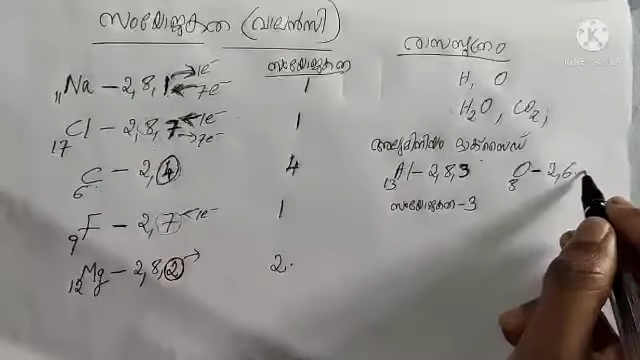 സംയോജകത (വാലൻസി)
സംയോജകത
₁₁Na – 2,8,1 1e⁻ 7e⁻ 1
₁₇Cl – 2,8,7 1e⁻ 7e⁻ 1
₆C – 2,4 4
₉F – 2,7 1e⁻ 1
₁₂Mg – 2,8,2 2.
രാസസൂത്രം
H, O
H₂O, CO₂,
അലുമിനിയം ഓക്സൈഡ്
₁₃Al – 2,8,3 ₈O – 2,6
സംയോജകത – 3